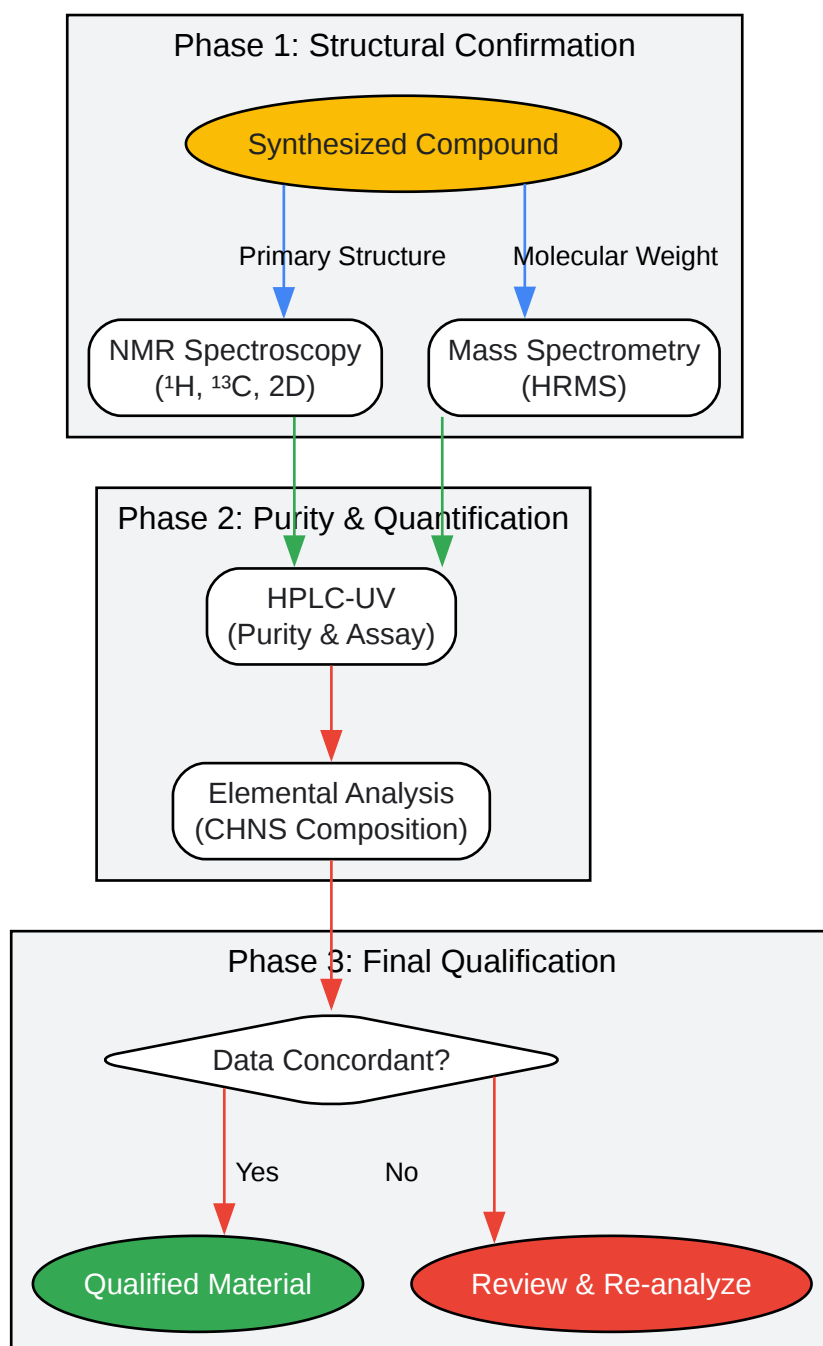 Phase 1: Structural Confirmation
Synthesized Compound
Primary Structure
Molecular Weight
NMR Spectroscopy
(¹H, ¹³C, 2D)
Mass Spectrometry
(HRMS)
Phase 2: Purity & Quantification
HPLC-UV
(Purity & Assay)
Elemental Analysis
(CHNS Composition)
Phase 3: Final Qualification
Data Concordant?
Yes
No
Qualified Material
Review & Re-analyze